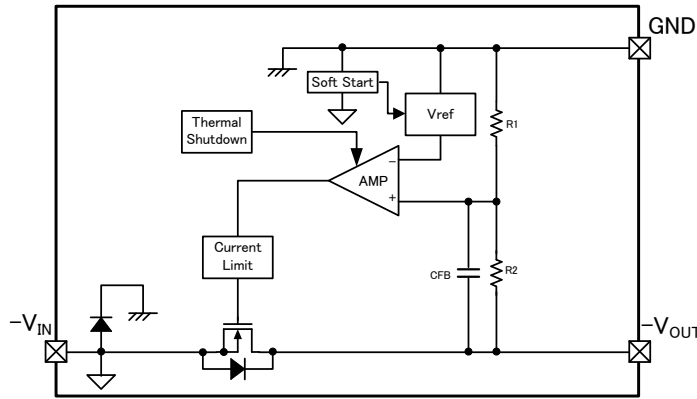 GND
Soft Start
Vref
R1
Thermal
Shutdown
−
AMP
+
Current
Limit
CFB
R2
−VIN
−VOUT